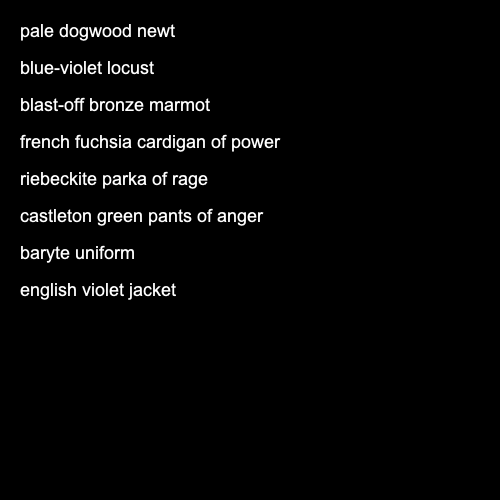 pale dogwood newt
blue-violet locust
blast-off bronze marmot
french fuchsia cardigan of power
riebeckite parka of rage
castleton green pants of anger
baryte uniform
english violet jacket